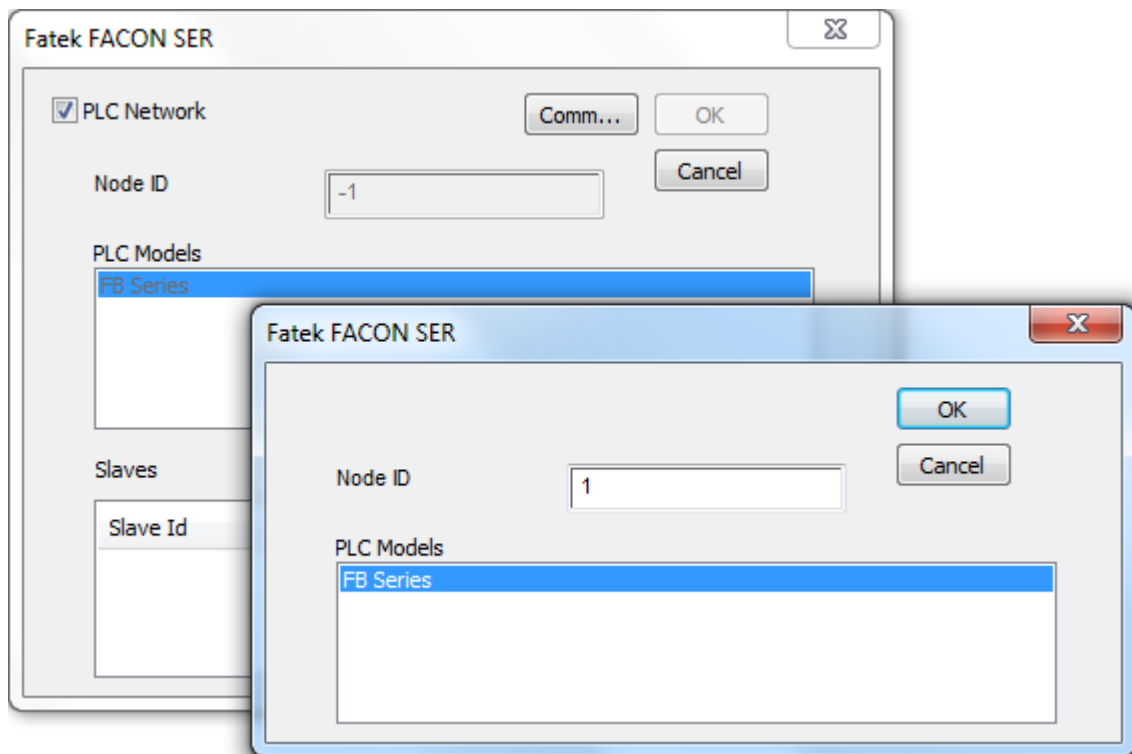 Fatek FACON SER
PLC Network
Comm...
OK
Cancel
Node ID
-1
PLC Models
FB Series
Slaves
Slave Id
Fatek FACON SER
OK
Cancel
Node ID
1
PLC Models
FB Series